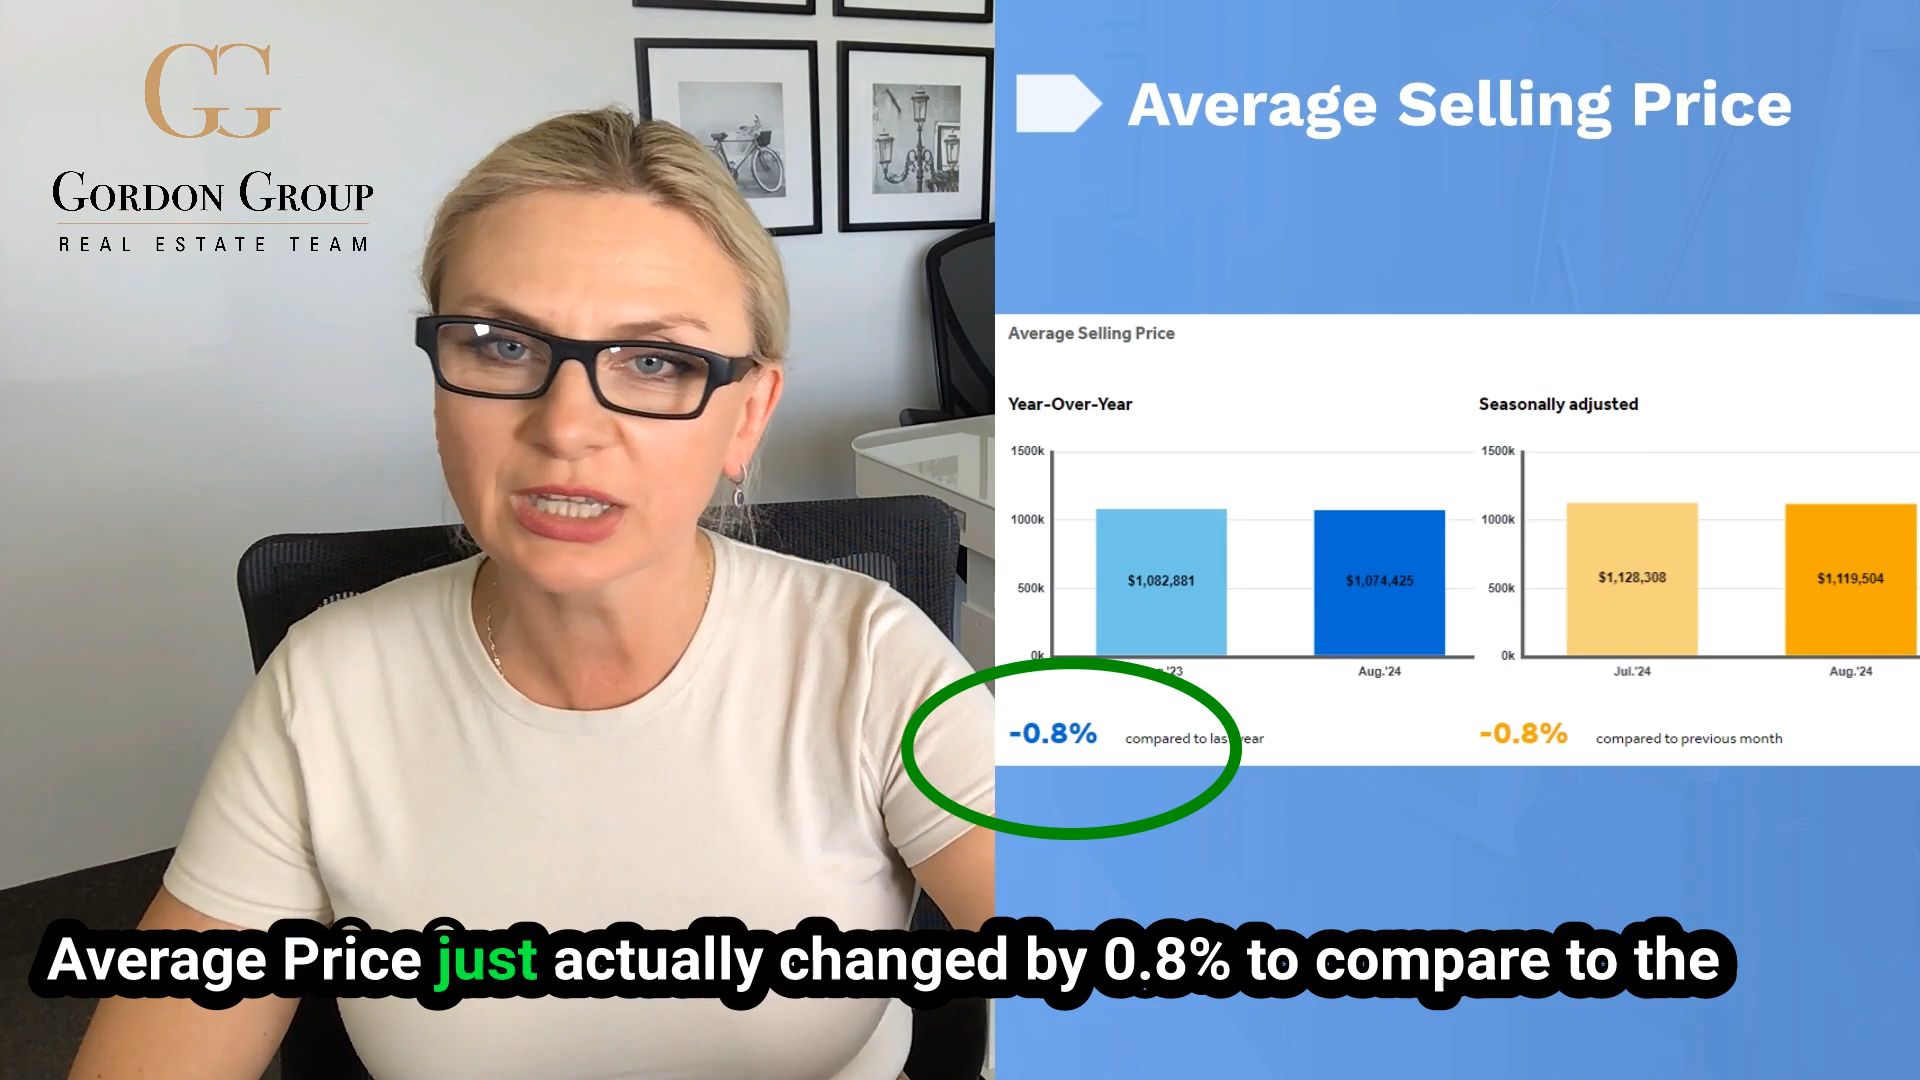 GG
GORDON GROUP
REAL ESTATE TEAM
Average Selling Price
Average Selling Price
Year-Over-Year
Seasonally adjusted
1500k
1000k
500k
0k
$1,082,881
$1,074,425
'23
Aug.'24
1500k
1000k
500k
0k
$1,128,308
$1,119,504
Jul.'24
Aug.'24
-0.8% compared to last year
-0.8% compared to previous month
Average Price just actually changed by 0.8% to compare to the